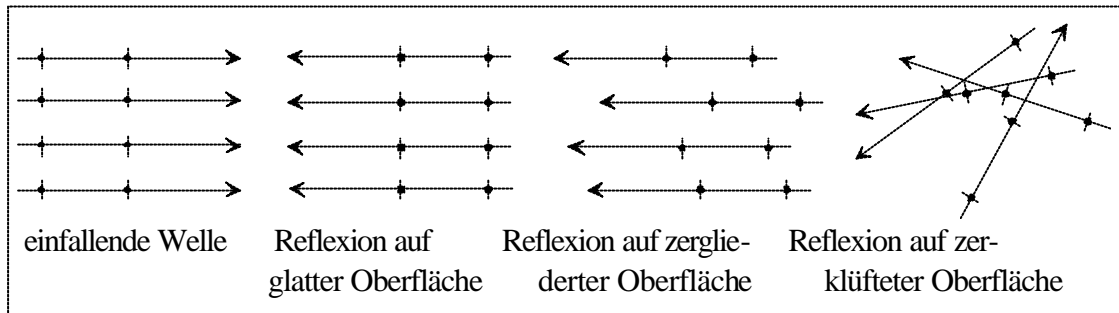 einfallende Welle
Reflexion auf
glatter Oberfläche
Reflexion auf zerglie-
derter Oberfläche
Reflexion auf zer-
klüfteter Oberfläche